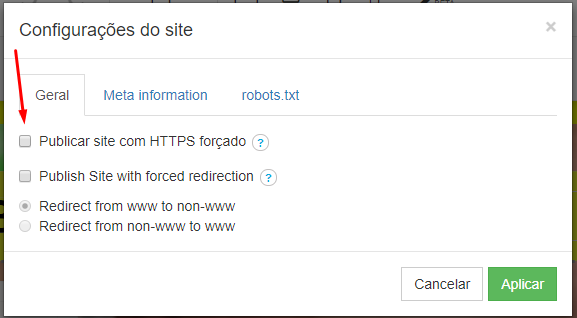 Configurações do site
×
Geral Meta information robots.txt
Publicar site com HTTPS forçado ?
Publish Site with forced redirection ?
Redirect from www to non-www
Redirect from non-www to www
Cancelar Aplicar